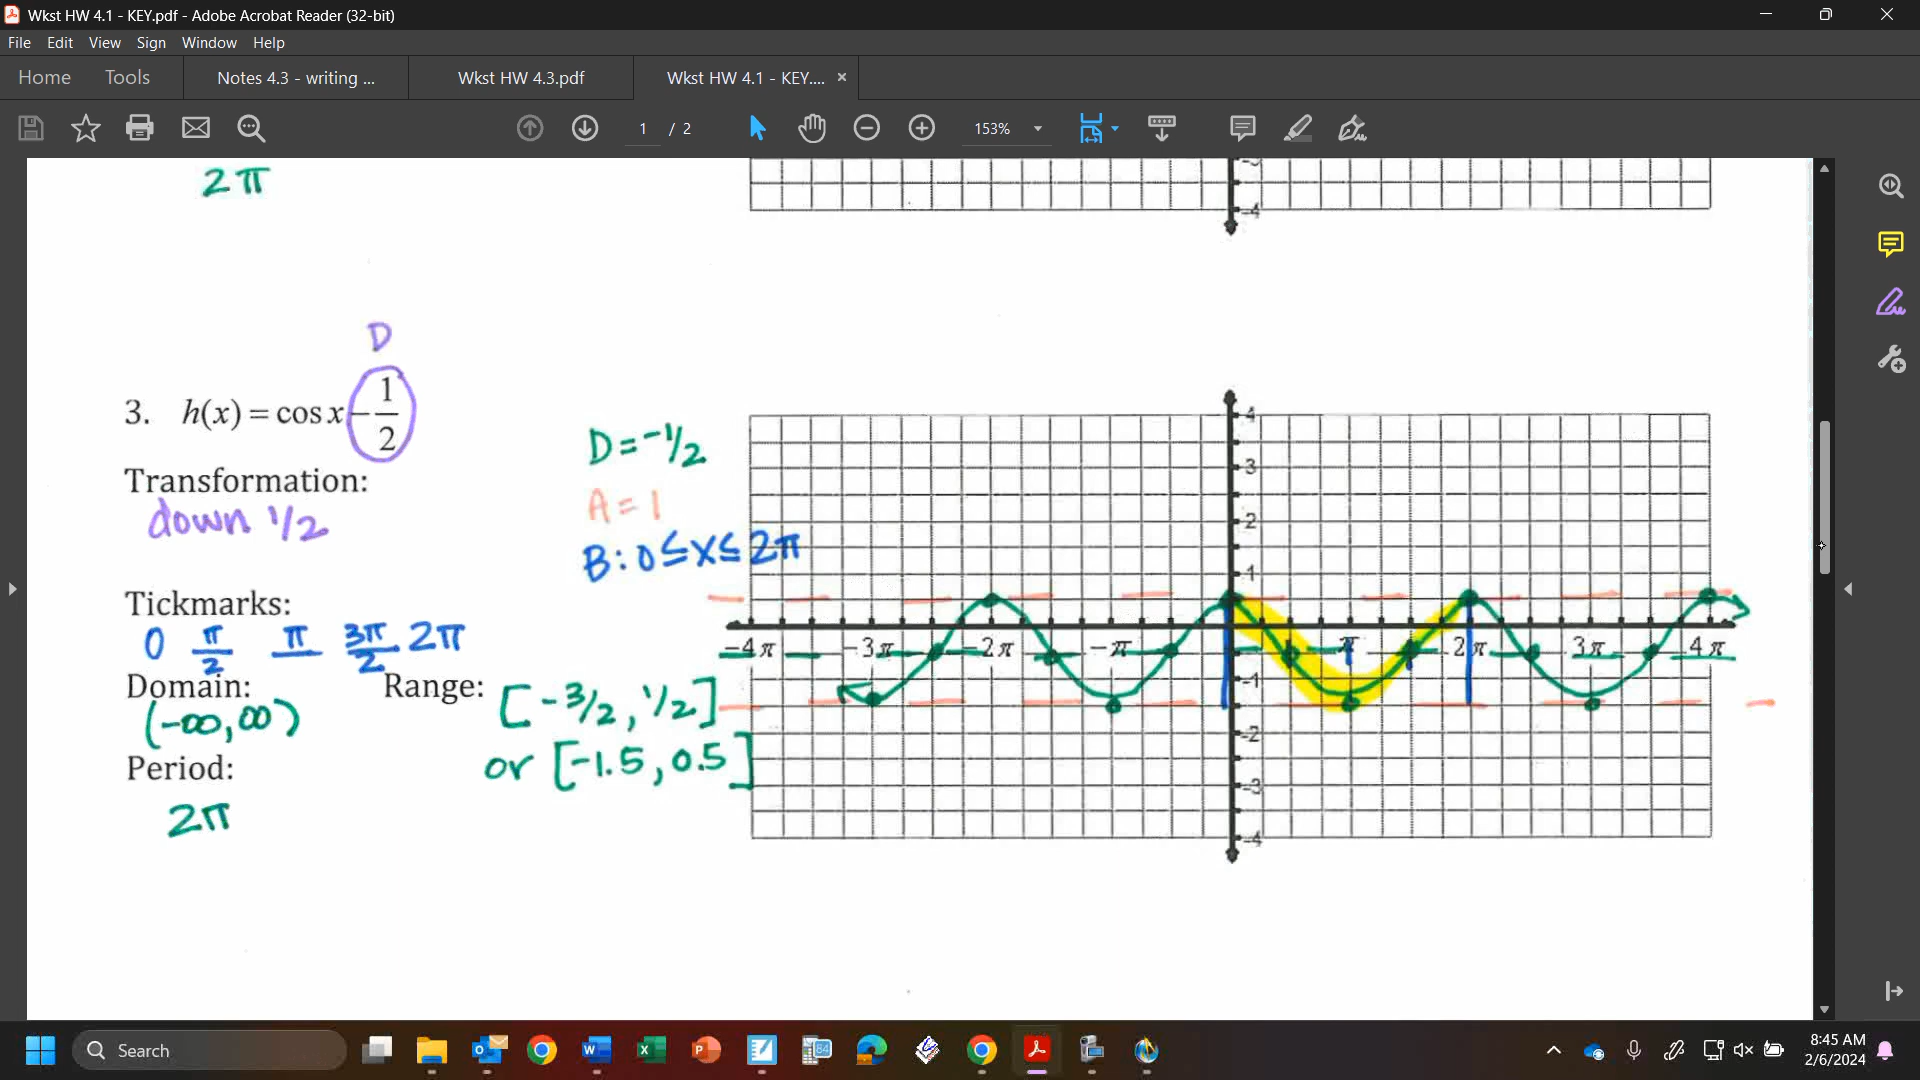 Wkst HW 4.1 - KEY.pdf - Adobe Acrobat Reader (32-bit)
File Edit View Sign Window Help
Home Tools Notes 4.3 - writing ... Wkst HW 4.3.pdf Wkst HW 4.1 - KEY....
1 / 2 153%
2π
-4
D
3. h(x) = cos x - 1/2
Transformation:
down 1/2
Tickmarks:
0 π/2 π 3π/2 2π
Domain: Range:
(-∞,∞) [-3/2, 1/2]
or [-1.5, 0.5]
Period:
2π
D = -1/2
A = 1
B: 0 ≤ x ≤ 2π
4
3
2
1
-4π -3π -2π -π π 2π 3π 4π
-1
-2
-3
-4
Search
84
8:45 AM
2/6/2024